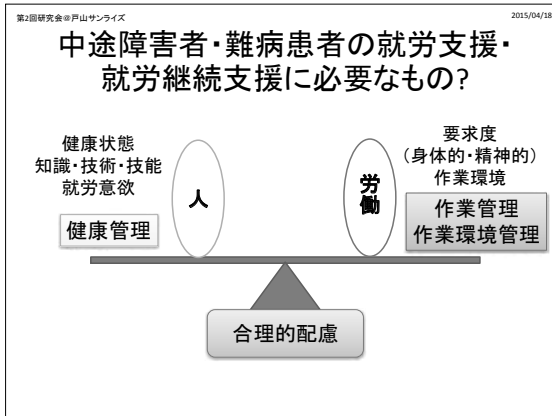 第2回研究会@戸山サンライズ
2015/04/18
中途障害者・難病患者の就労支援・
就労継続支援に必要なもの?
健康状態
知識・技術・技能
就労意欲
健康管理
人
労働
要求度
（身体的・精神的）
作業環境
作業管理
作業環境管理
合理的配慮